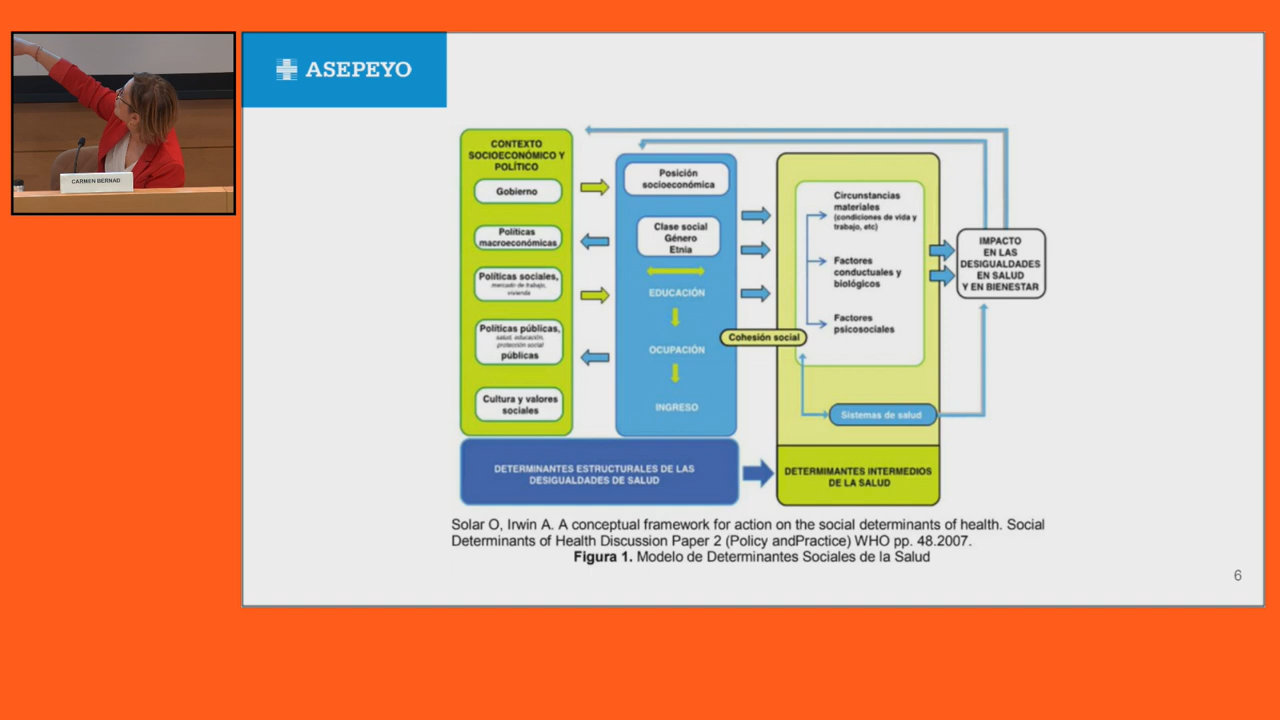 CARMEN BERNAD
ASEPEYO
CONTEXTO
SOCIOECONÓMICO Y
POLÍTICO
Gobierno
Políticas
macroeconómicas
Políticas sociales,
mercado de trabajo,
vivienda
Políticas públicas,
salud, educación,
protección social
públicas
Cultura y valores
sociales
Posición
socioeconómica
Clase social
Género
Etnia
EDUCACIÓN
OCUPACIÓN
INGRESO
Cohesión social
Circunstancias
materiales
(condiciones de vida y
trabajo, etc)
Factores
conductuales y
biológicos
Factores
psicosociales
Sistemas de salud
IMPACTO
EN LAS
DESIGUALDADES
EN SALUD
Y EN BIENESTAR
DETERMINANTES ESTRUCTURALES DE LAS
DESIGUALDADES DE SALUD
DETERMIMANTES INTERMEDIOS
DE LA SALUD
Solar O, Irwin A. A conceptual framework for action on the social determinants of health. Social
Determinants of Health Discussion Paper 2 (Policy andPractice) WHO pp. 48.2007.
Figura 1. Modelo de Determinantes Sociales de la Salud
6